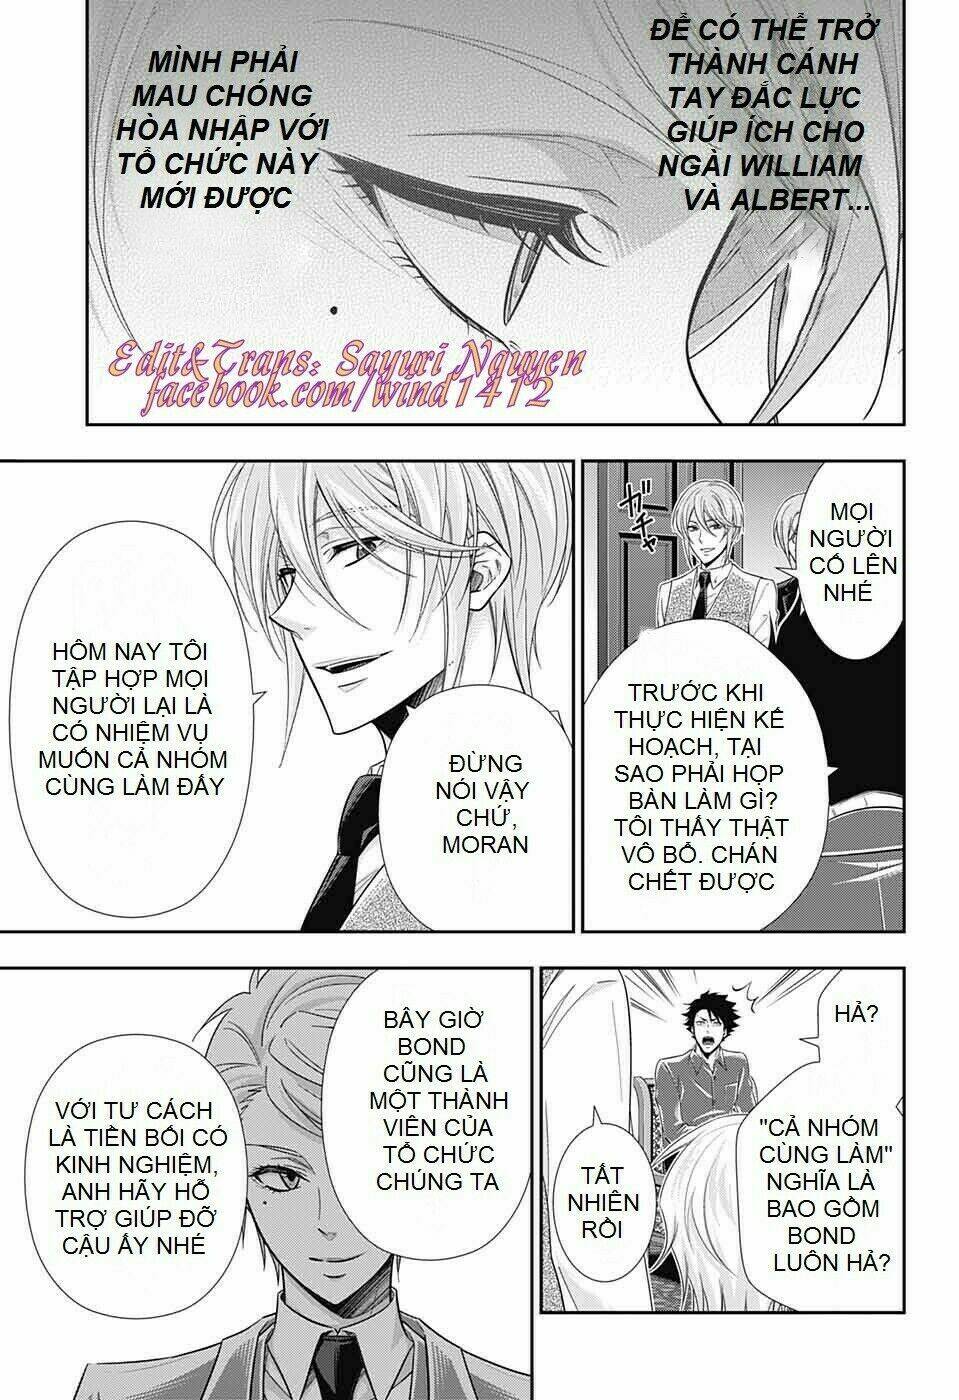 ĐỂ CÓ THỂ TRỞ
THÀNH CÁNH
TAY ĐẮC LỰC
GIÚP ÍCH CHO
NGÀI WILLIAM
VÀ ALBERT...
MÌNH PHẢI
MAU CHÓNG
HÒA NHẬP VỚI
TỔ CHỨC NÀY
MỚI ĐƯỢC
Edit&Trans: Sayuri Nguyen
facebook.com/wind1412
MỌI
NGƯỜI
CỐ LÊN
NHÉ
ガチャ
TRƯỚC KHI
THỰC HIỆN KẾ
HOẠCH, TẠI
SAO PHẢI HỌP
BÀN LÀM GÌ?
TÔI THẤY THẬT
VÔ BỔ. CHÁN
CHẾT ĐƯỢC
ĐỪNG
NÓI VẬY
CHỨ,
MORAN
HÔM NAY TÔI
TẬP HỢP MỌI
NGƯỜI LẠI LÀ
CÓ NHIỆM VỤ
MUỐN CẢ NHÓM
CÙNG LÀM ĐẤY
HẢ?
"CẢ NHÓM
CÙNG LÀM"
NGHĨA LÀ
BAO GỒM
BOND
LUÔN HẢ?
TẤT
NHIÊN
RỒI
BÂY GIỜ
BOND
CŨNG LÀ
MỘT THÀNH
VIÊN CỦA
TỔ CHỨC
CHÚNG TA
VỚI TƯ CÁCH
LÀ TIỀN BỐI CÓ
KINH NGHIỆM,
ANH HÃY HỖ
TRỢ GIÚP ĐỠ
CẬU ẤY NHÉ